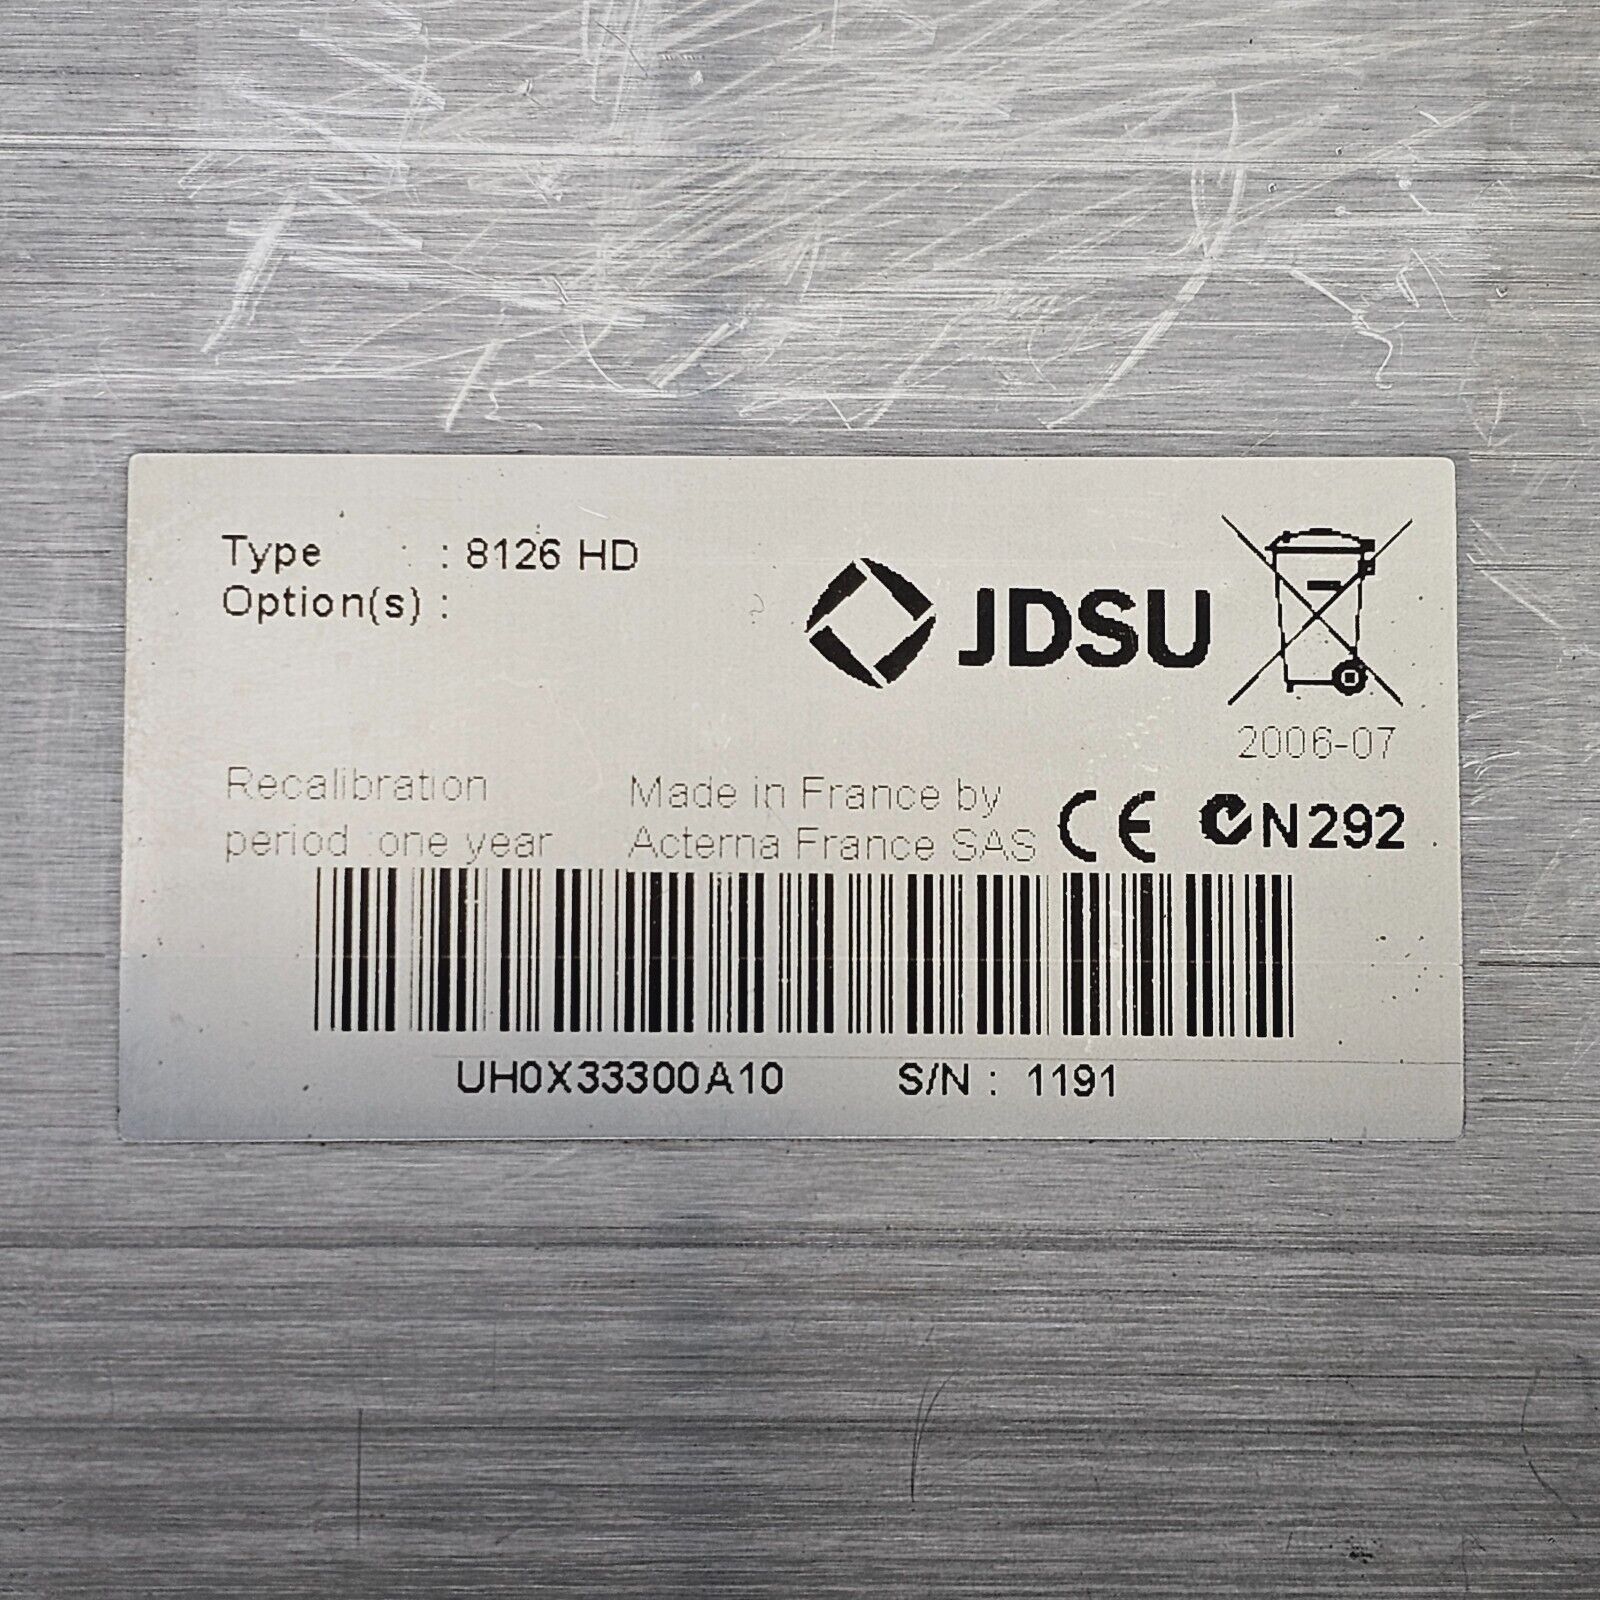 Type : 8126 HD
Option(s) :
JDSU
2006-07
Recalibration
period :one year
Made in France by
Acterna France SAS
CE N292
UH0X33300A10 S/N : 1191